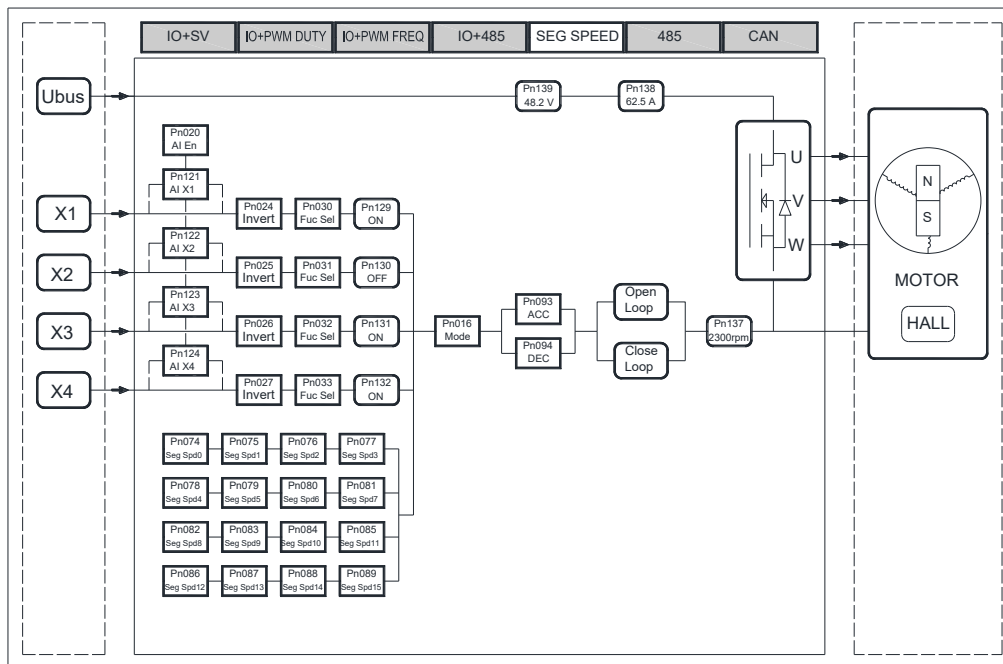 IO+SV IO+PWM DUTY IO+PWM FREQ IO+485 SEG SPEED 485 CAN
Ubus
Pn139
48.2 V
Pn138
62.5 A
Pn020
AI En
Pn121
AI X1
X1
Pn024
Invert
Pn030
Fuc Sel
Pn129
ON
Pn122
AI X2
X2
Pn025
Invert
Pn031
Fuc Sel
Pn130
OFF
Pn123
AI X3
X3
Pn026
Invert
Pn032
Fuc Sel
Pn131
ON
Pn124
AI X4
X4
Pn027
Invert
Pn033
Fuc Sel
Pn132
ON
Pn016
Mode
Pn093
ACC
Pn094
DEC
Open
Loop
Close
Loop
Pn137
2300rpm
U
V
W
N
S
MOTOR
HALL
Pn074
Seg Spd0
Pn075
Seg Spd1
Pn076
Seg Spd2
Pn077
Seg Spd3
Pn078
Seg Spd4
Pn079
Seg Spd5
Pn080
Seg Spd6
Pn081
Seg Spd7
Pn082
Seg Spd8
Pn083
Seg Spd9
Pn084
Seg Spd10
Pn085
Seg Spd11
Pn086
Seg Spd12
Pn087
Seg Spd13
Pn088
Seg Spd14
Pn089
Seg Spd15